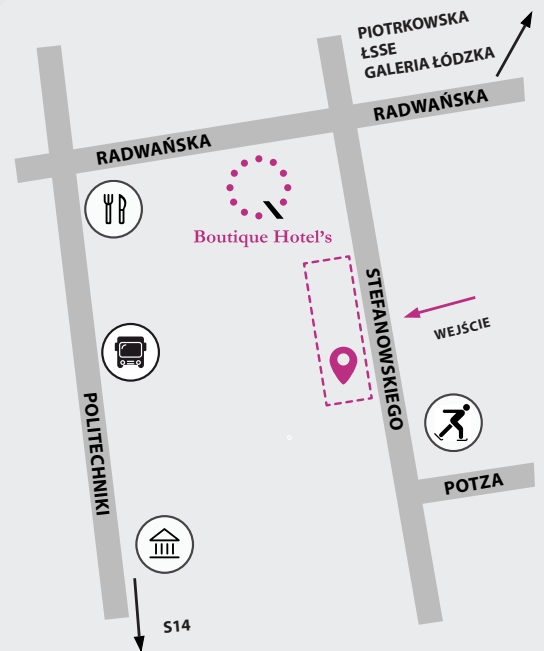 PIOTRKOWSKA
ŁSSE
GALERIA ŁÓDZKA
RADWAŃSKA
RADWAŃSKA
Boutique Hotel's
STEFANOWSKIEGO
WEJŚCIE
POLITECHNIKI
POTZA
S14